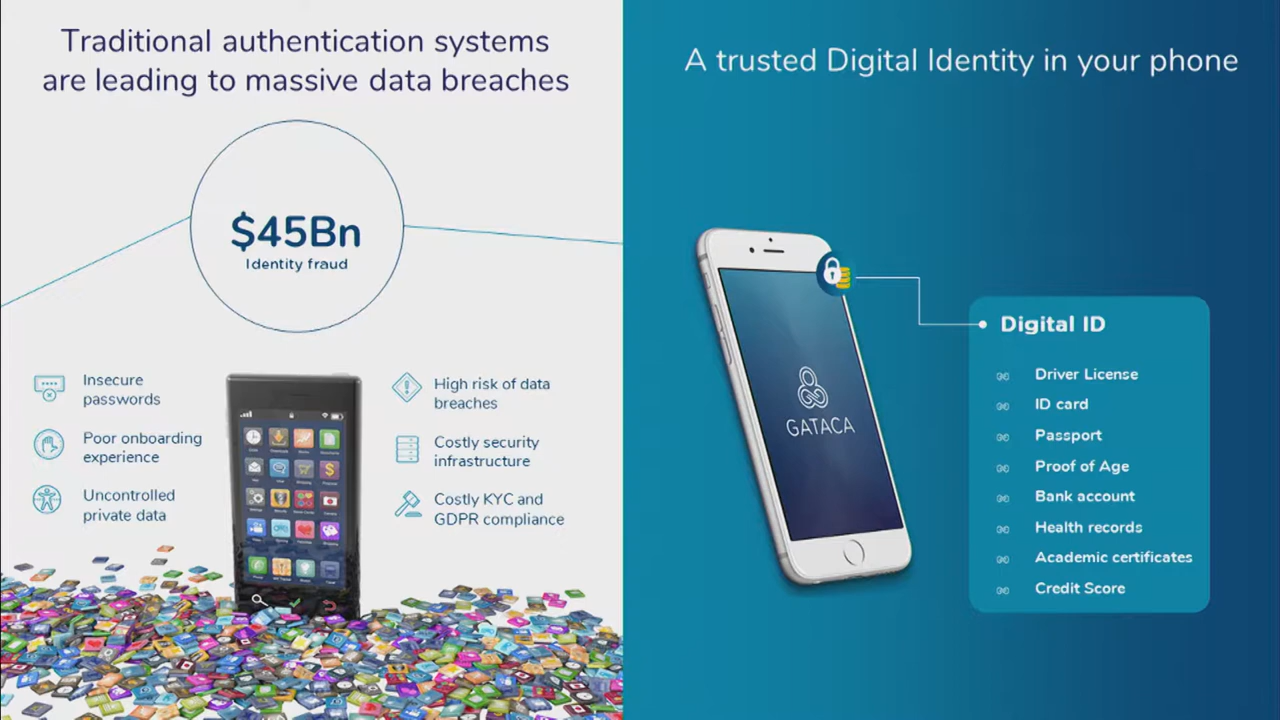 Traditional authentication systems
are leading to massive data breaches
$45Bn
Identity fraud
Insecure
passwords
Poor onboarding
experience
Uncontrolled
private data
High risk of data
breaches
Costly security
infrastructure
Costly KYC and
GDPR compliance
A trusted Digital Identity in your phone
GATACA
Digital ID
Driver License
ID card
Passport
Proof of Age
Bank account
Health records
Academic certificates
Credit Score